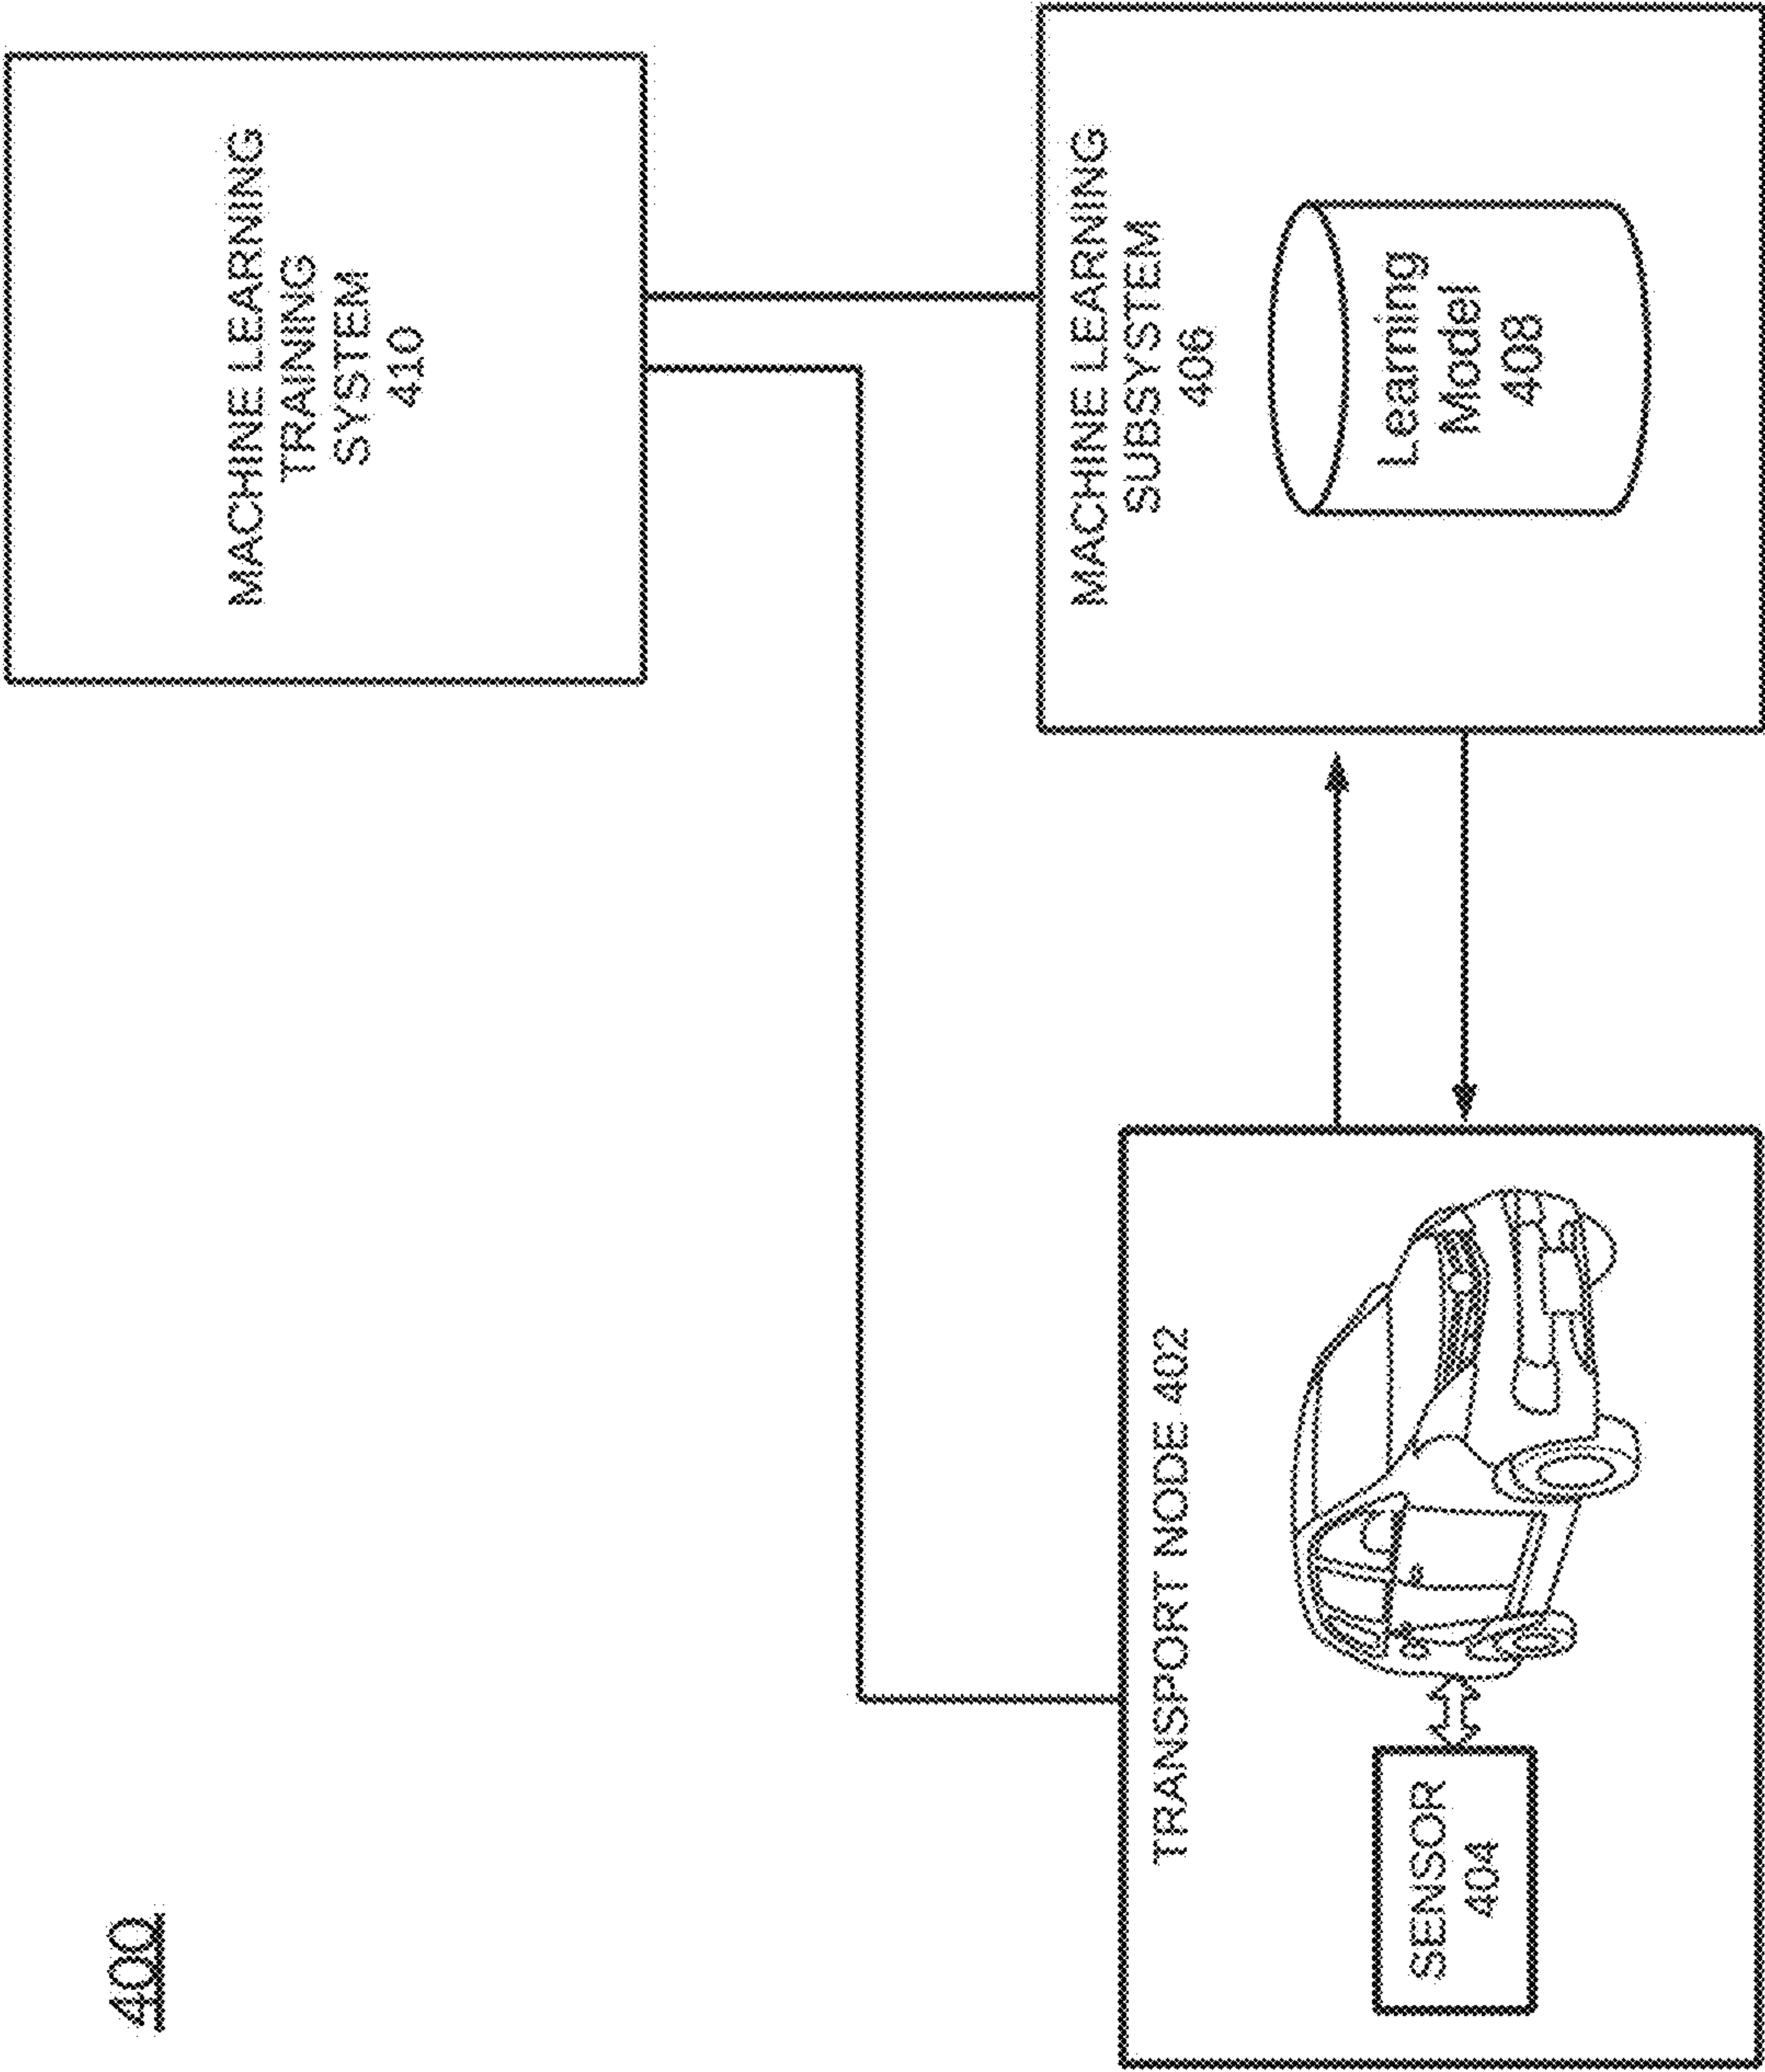 400
MACHINE LEARNING
TRAINING
SYSTEM
410
TRANSPORT NODE 402
SENSOR
404
MACHINE LEARNING
SUBSYSTEM
406
Learning
Model
408